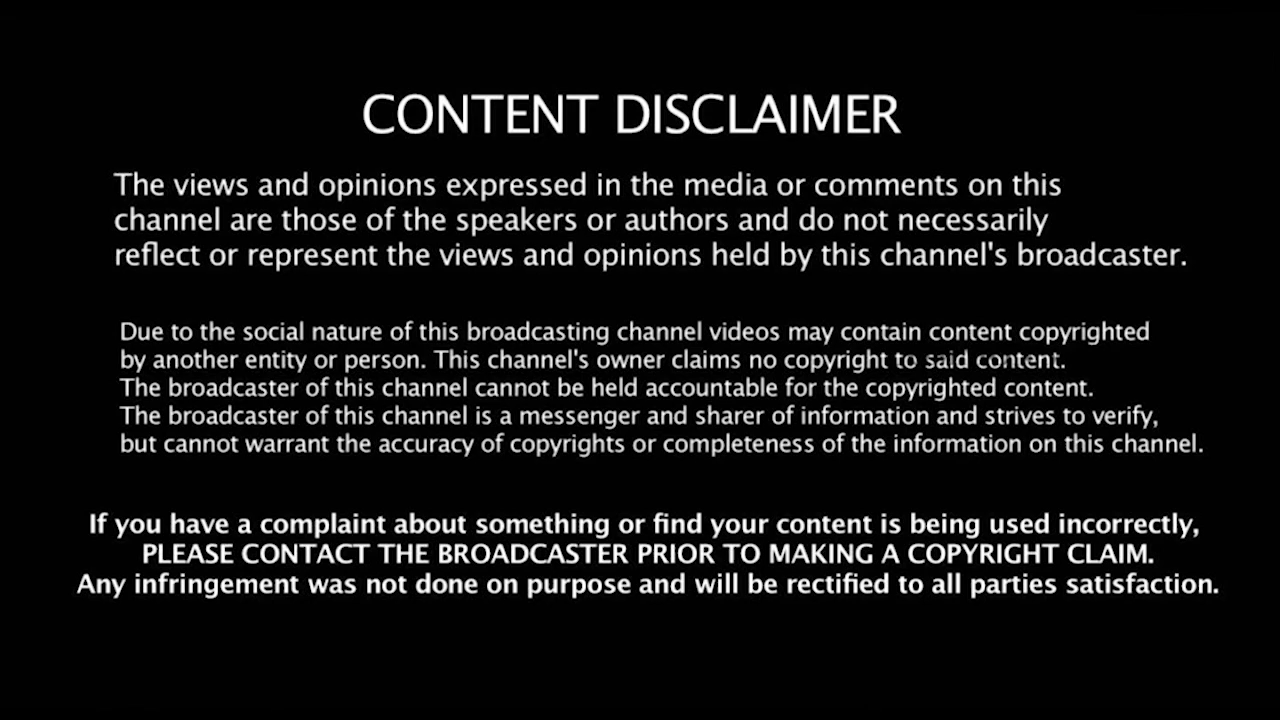 CONTENT DISCLAIMER
The views and opinions expressed in the media or comments on this
channel are those of the speakers or authors and do not necessarily
reflect or represent the views and opinions held by this channel's broadcaster.
Due to the social nature of this broadcasting channel videos may contain content copyrighted
by another entity or person. This channel's owner claims no copyright to said content.
The broadcaster of this channel cannot be held accountable for the copyrighted content.
The broadcaster of this channel is a messenger and sharer of information and strives to verify,
but cannot warrant the accuracy of copyrights or completeness of the information on this channel.
If you have a complaint about something or find your content is being used incorrectly,
PLEASE CONTACT THE BROADCASTER PRIOR TO MAKING A COPYRIGHT CLAIM.
Any infringement was not done on purpose and will be rectified to all parties satisfaction.